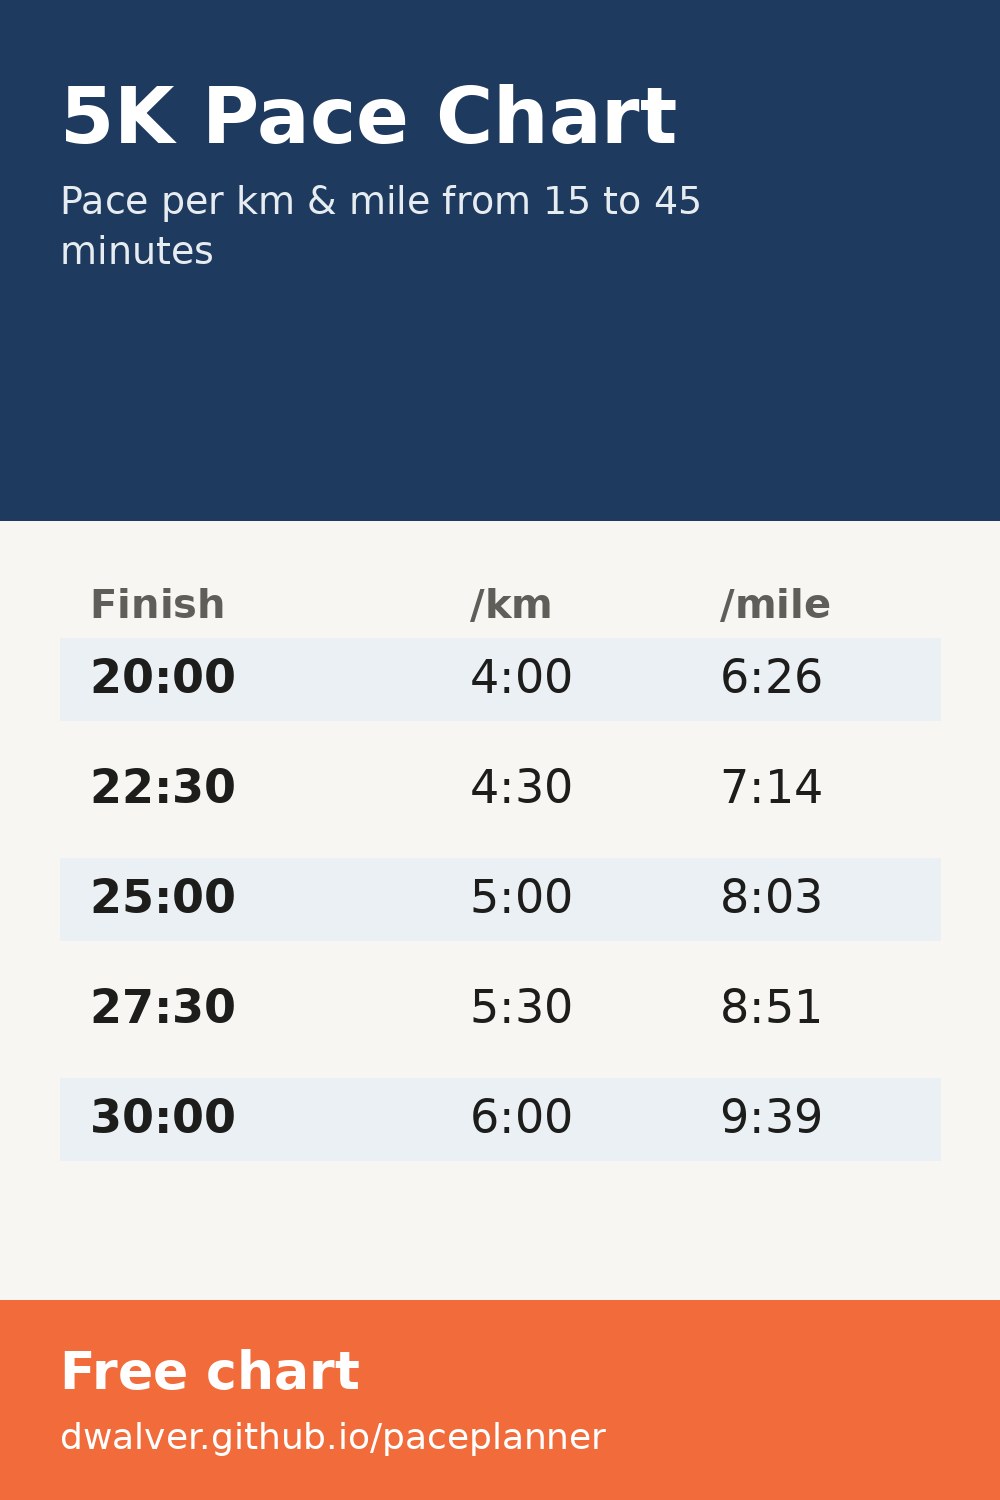 5K Pace Chart
Pace per km & mile from 15 to 45
minutes
Finish /km /mile
20:00 4:00 6:26
22:30 4:30 7:14
25:00 5:00 8:03
27:30 5:30 8:51
30:00 6:00 9:39
Free chart
dwalver.github.io/paceplanner